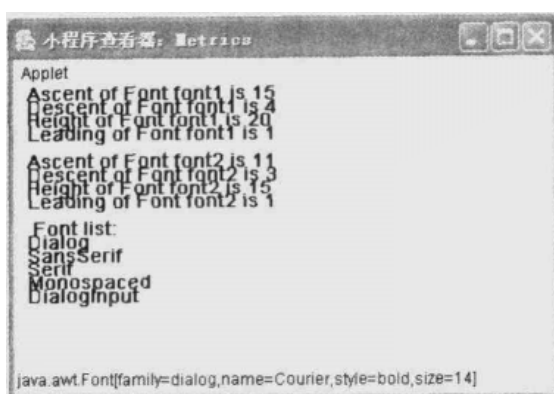 小程序查看器: Metrics
Applet
Ascent of Font font1 is 15
Descent of Font font1 is 4
Height of Font font1 is 20
Leading of Font font1 is 1
Ascent of Font font2 is 11
Descent of Font font2 is 3
Height of Font font2 is 15
Leading of Font font2 is 1
Font list:
Dialog
SansSerif
Serif
Monospaced
DialogInput
java.awt.Font[family=dialog,name=Courier,style=bold,size=14]